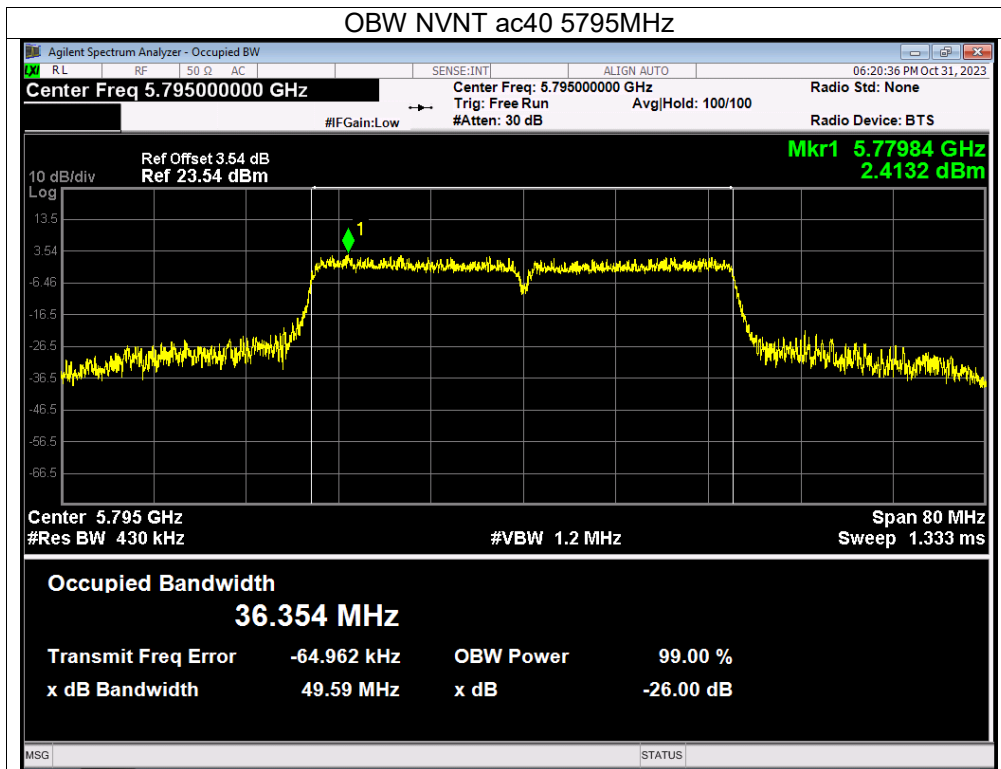 OBW NVNT ac40 5795MHz
Agilent Spectrum Analyzer - Occupied BW
LXI RL RF 50 Ω AC SENSE:INT ALIGN AUTO 06:20:36 PM Oct 31, 2023
Center Freq 5.795000000 GHz Center Freq: 5.795000000 GHz Radio Std: None
Trig: Free Run Avg|Hold: 100/100
#IFGain:Low #Atten: 30 dB Radio Device: BTS
Mkr1 5.77984 GHz
2.4132 dBm
Ref Offset 3.54 dB
10 dB/div Ref 23.54 dBm
Log
13.5
1
3.54
-6.46
-16.5
-26.5
-36.5
-46.5
-56.5
-66.5
Center 5.795 GHz Span 80 MHz
#Res BW 430 kHz #VBW 1.2 MHz Sweep 1.333 ms
Occupied Bandwidth
36.354 MHz
Transmit Freq Error -64.962 kHz OBW Power 99.00 %
x dB Bandwidth 49.59 MHz x dB -26.00 dB
MSG STATUS